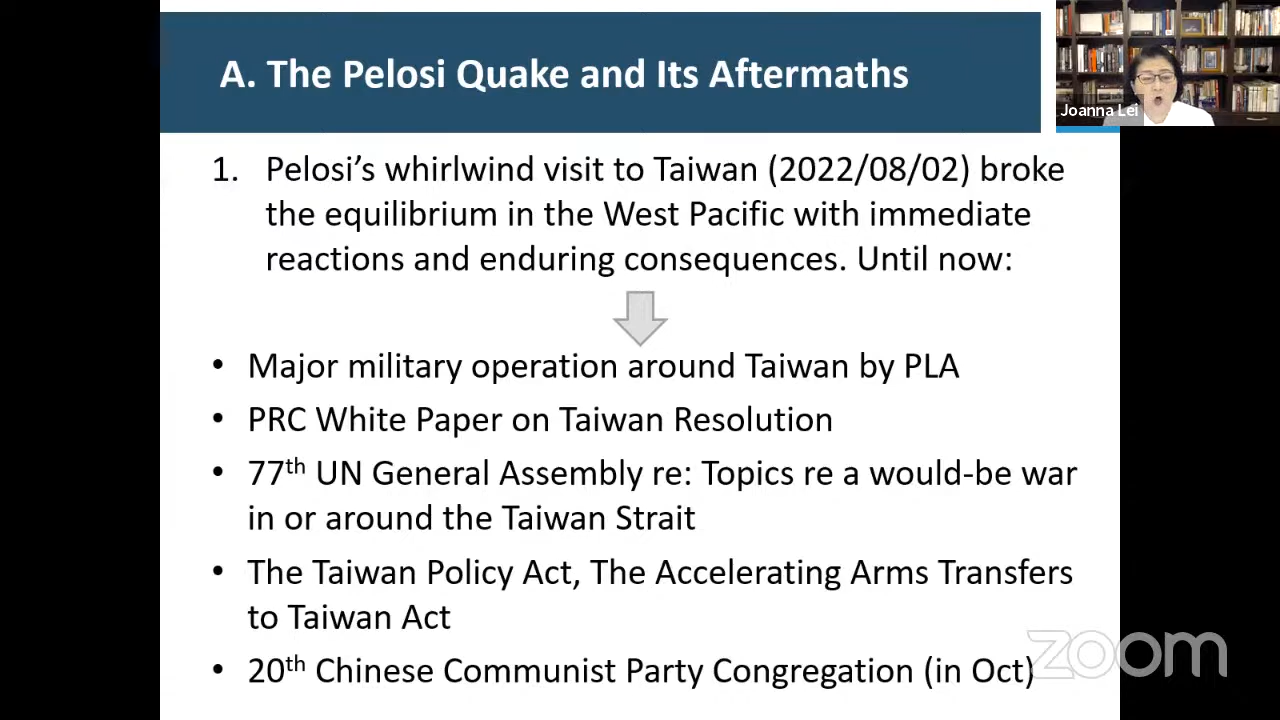 A. The Pelosi Quake and Its Aftermaths
Joanna Lei
1. Pelosi’s whirlwind visit to Taiwan (2022/08/02) broke
the equilibrium in the West Pacific with immediate
reactions and enduring consequences. Until now:
• Major military operation around Taiwan by PLA
• PRC White Paper on Taiwan Resolution
• 77th UN General Assembly re: Topics re a would-be war
in or around the Taiwan Strait
• The Taiwan Policy Act, The Accelerating Arms Transfers
to Taiwan Act
• 20th Chinese Communist Party Congregation (in Oct)
zoom